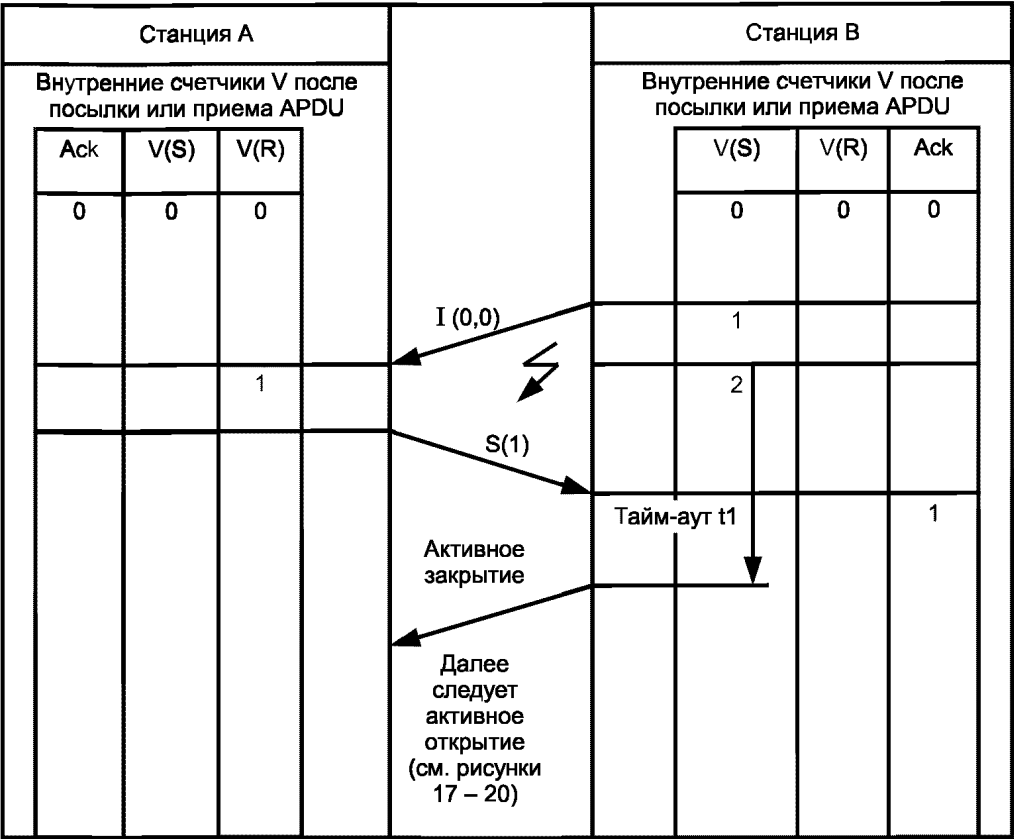 Станция А
Станция В
Внутренние счетчики V после
посылки или приема APDU
Внутренние счетчики V после
посылки или приема APDU
Ack V(S) V(R)
V(S) V(R) Ack
0 0 0
0 0 0
I (0,0)
1
1
2
S(1)
Тайм-аут t1
1
Активное
закрытие
Далее
следует
активное
открытие
(см. рисунки
17 – 20)